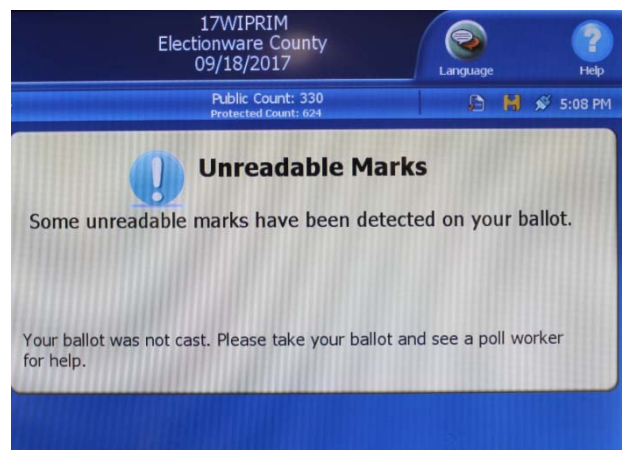 17WIPRIM
Electionware County
09/18/2017
Language
Help
Public Count: 330
Protected Count: 624
5:08 PM
Unreadable Marks
Some unreadable marks have been detected on your ballot.
Your ballot was not cast. Please take your ballot and see a poll worker
for help.